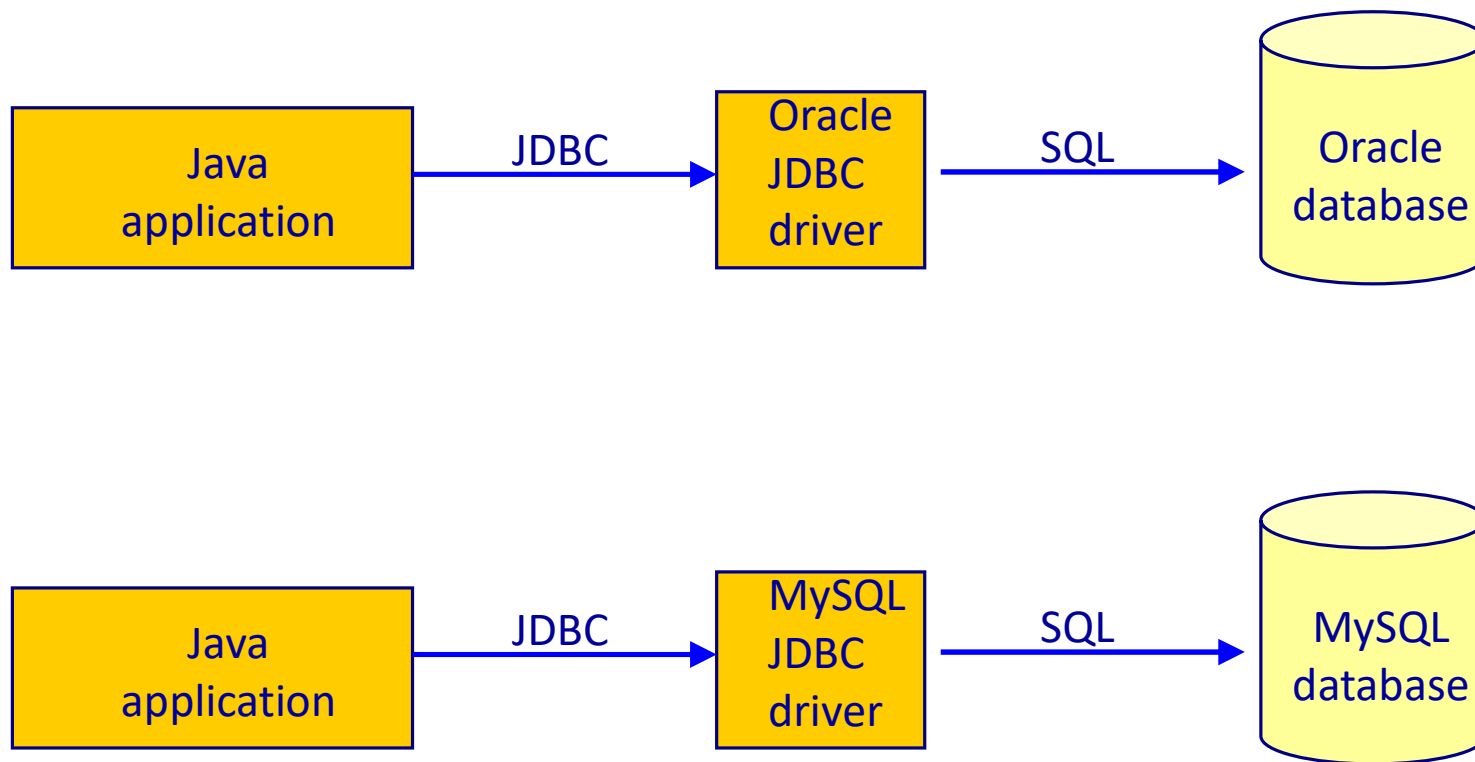 Java
application
JDBC
Oracle
JDBC
driver
SQL
Oracle
database
Java
application
JDBC
MySQL
JDBC
driver
SQL
MySQL
database